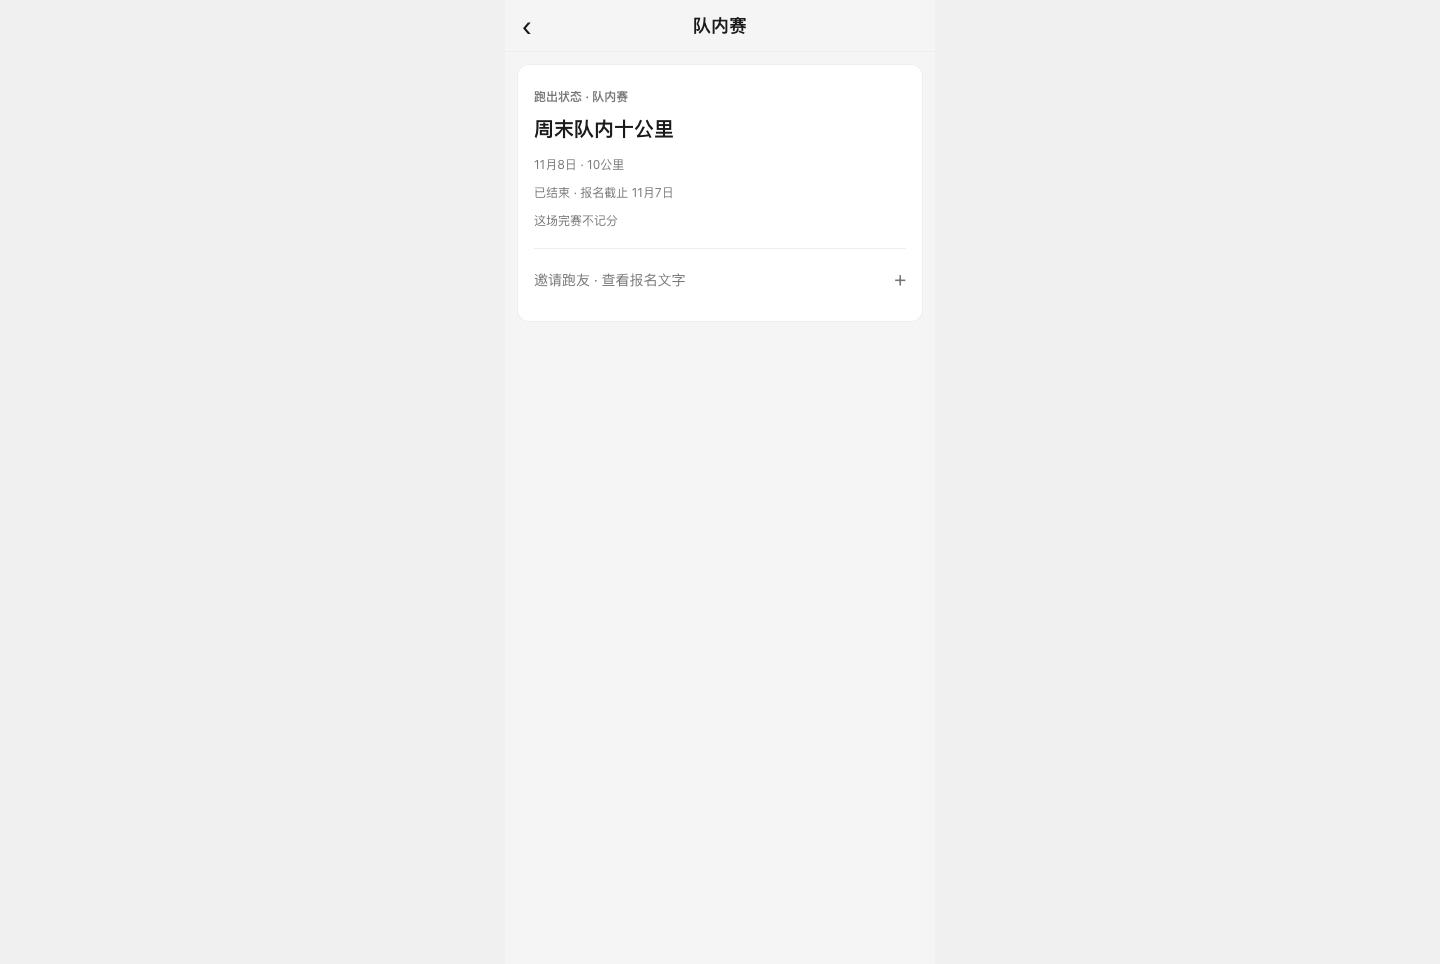 ‹ 队内赛
跑出状态 · 队内赛
周末队内十公里
11月8日 · 10公里
已结束 · 报名截止 11月7日
这场完赛不记分
邀请跑友 · 查看报名文字 +